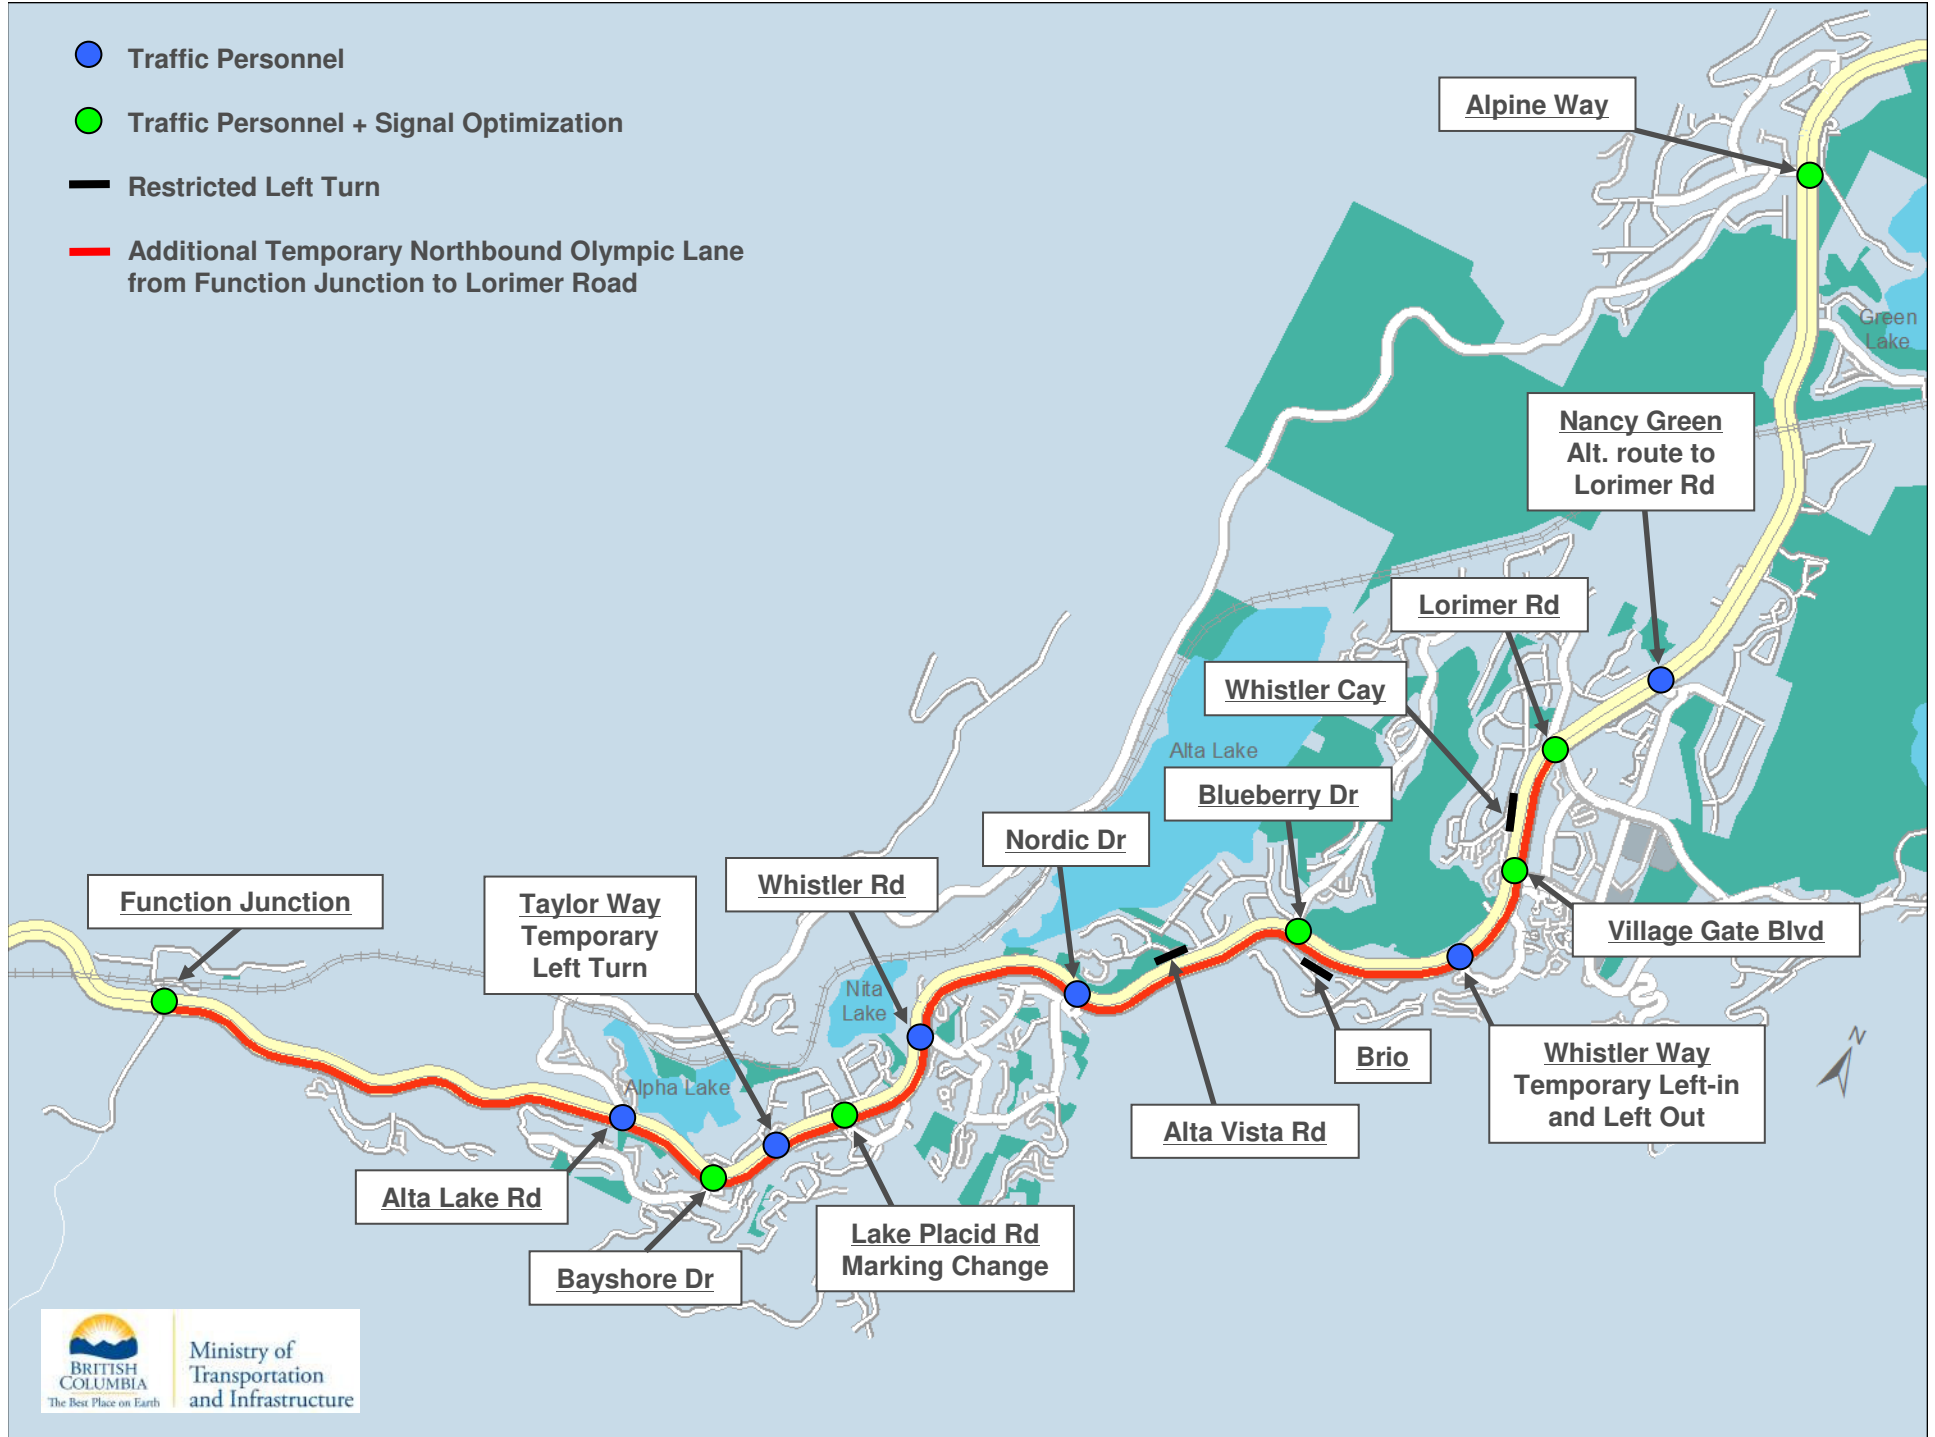 Traffic Personnel
Traffic Personnel + Signal Optimization
Restricted Left Turn
Additional Temporary Northbound Olympic Lane
from Function Junction to Lorimer Road
Alpine Way
Green
Lake
Nancy Green
Alt. route to
Lorimer Rd
Lorimer Rd
Whistler Cay
Alta Lake
Blueberry Dr
Nordic Dr
Whistler Rd
Taylor Way
Temporary
Left Turn
Function Junction
Village Gate Blvd
Nita
Lake
Brio
Whistler Way
Temporary Left-in
and Left Out
N
Alpha Lake
Alta Vista Rd
Alta Lake Rd
Lake Placid Rd
Marking Change
Bayshore Dr
BRITISH
COLUMBIA
The Best Place on Earth
Ministry of
Transportation
and Infrastructure